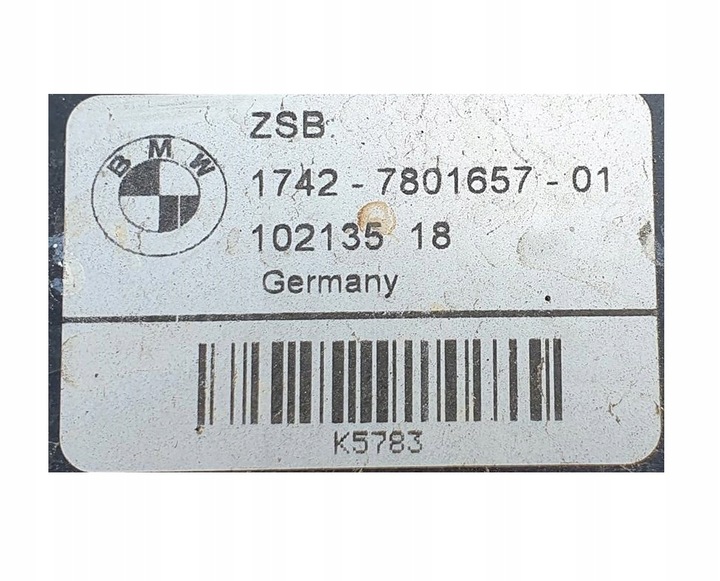 BMW
ZSB
1742 - 7801657 - 01
102135 18
Germany
K5783